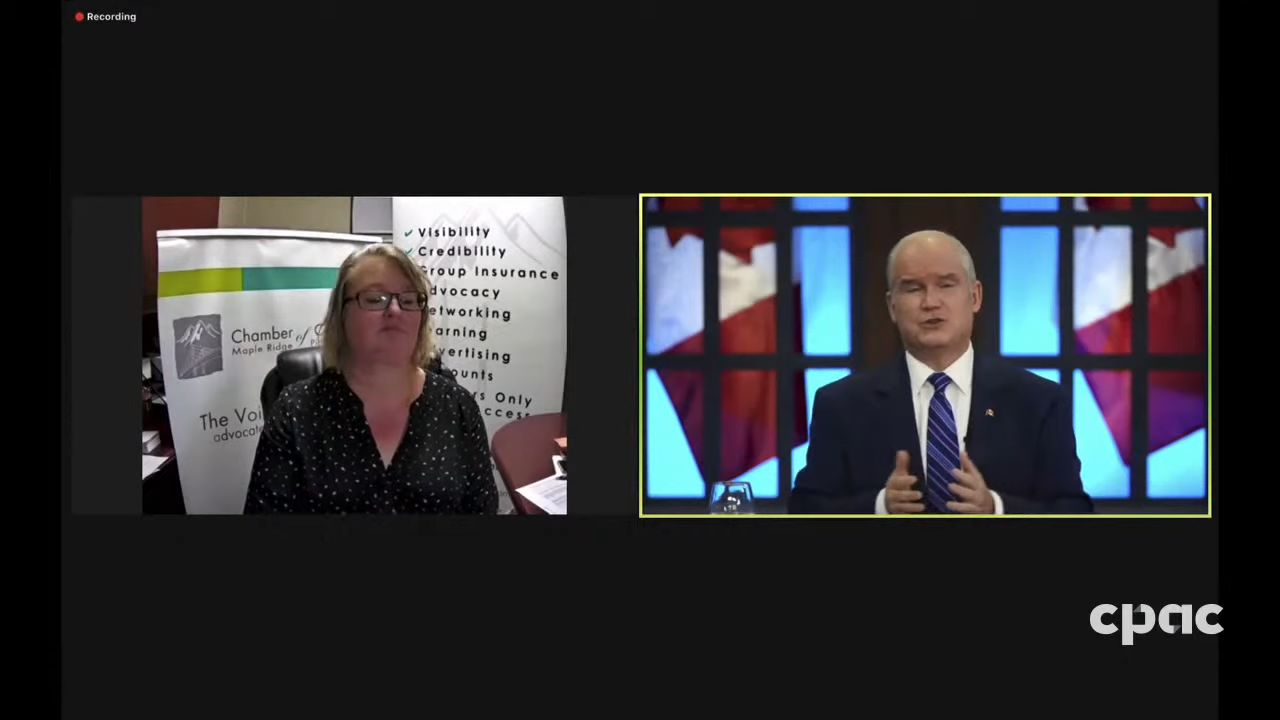 Recording
Visibility
Credibility
Group Insurance
dvocacy
etworking
arning
vertising
ounts
rs Only
ccess
Chamber of
Maple Ridge
The Voi
advocate
cpac